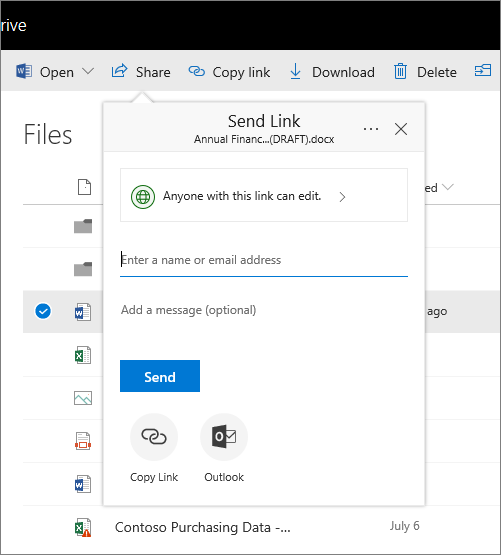 rive
Open Share Copy link Download Delete
Send Link
Annual Financ...(DRAFT).docx
Files
Anyone with this link can edit.
ed
Enter a name or email address
Add a message (optional)
ago
Send
Copy Link Outlook
Contoso Purchasing Data -... July 6